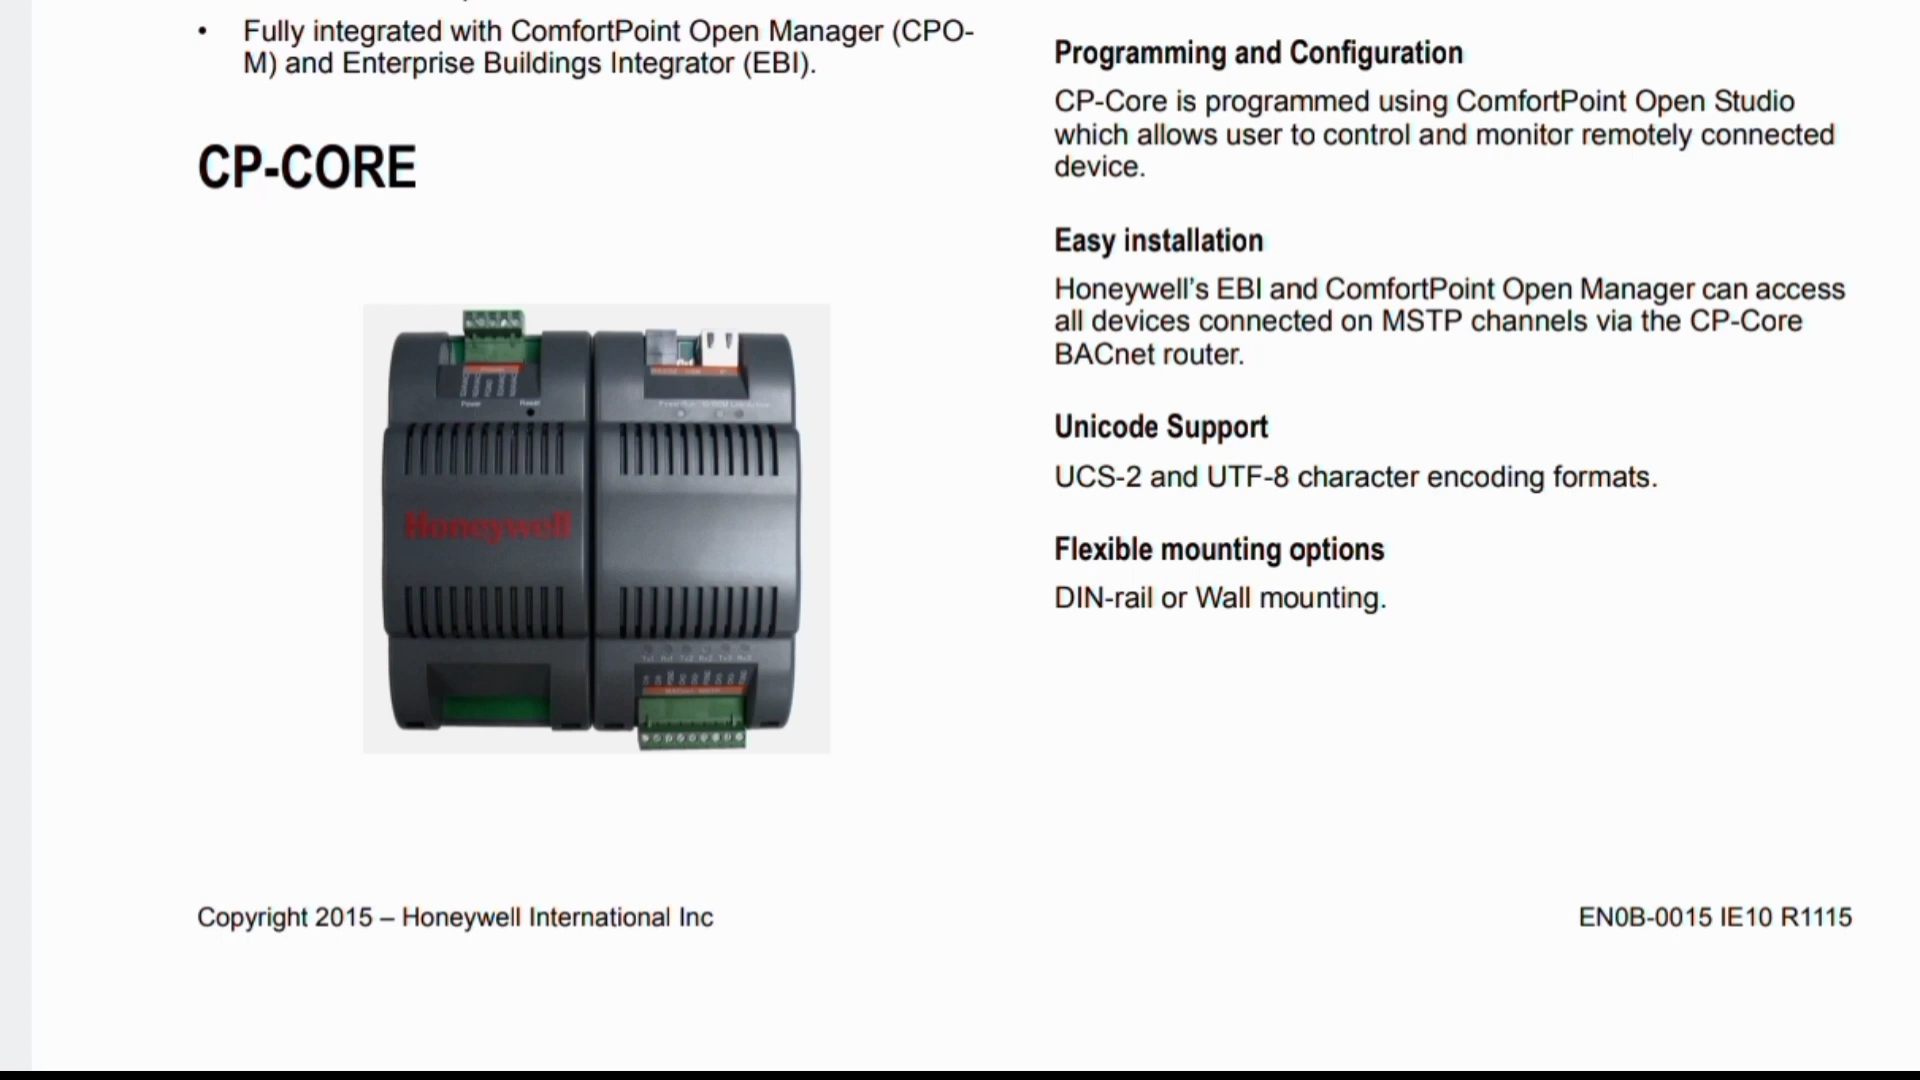 • Fully integrated with ComfortPoint Open Manager (CPO-
M) and Enterprise Buildings Integrator (EBI).
CP-CORE
Power
Reset
Honeywell
Programming and Configuration
CP-Core is programmed using ComfortPoint Open Studio
which allows user to control and monitor remotely connected
device.
Easy installation
Honeywell’s EBI and ComfortPoint Open Manager can access
all devices connected on MSTP channels via the CP-Core
BACnet router.
Unicode Support
UCS-2 and UTF-8 character encoding formats.
Flexible mounting options
DIN-rail or Wall mounting.
Copyright 2015 – Honeywell International Inc
EN0B-0015 IE10 R1115